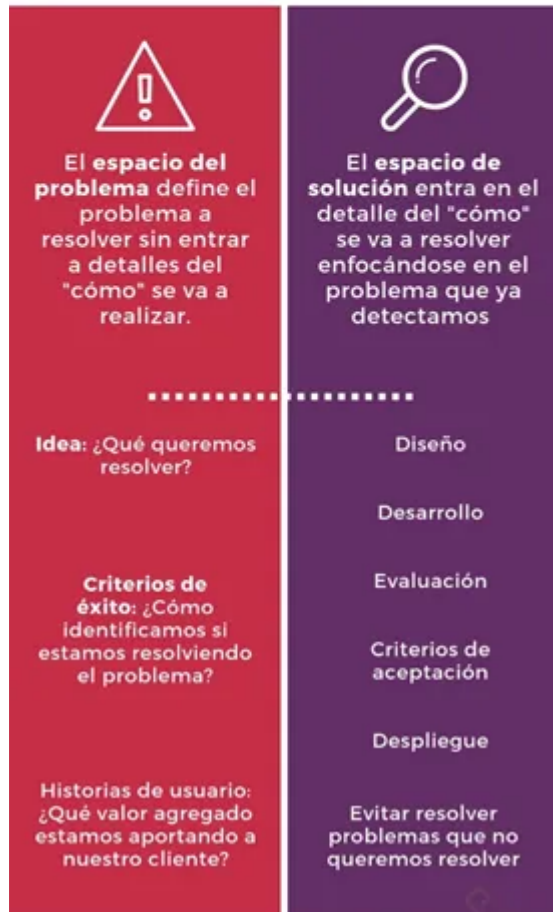 El espacio del
problema define el
problema a
resolver sin entrar
a detalles del
"cómo" se va a
realizar.
Idea: ¿Qué queremos
resolver?
Criterios de
éxito: ¿Cómo
identificamos si
estamos resolviendo
el problema?
Historias de usuario:
¿Qué valor agregado
estamos aportando a
nuestro cliente?
El espacio de
solución entra en el
detalle del "cómo"
se va a resolver
enfocándose en el
problema que ya
detectamos
Diseño
Desarrollo
Evaluación
Criterios de
aceptación
Despliegue
Evitar resolver
problemas que no
queremos resolver